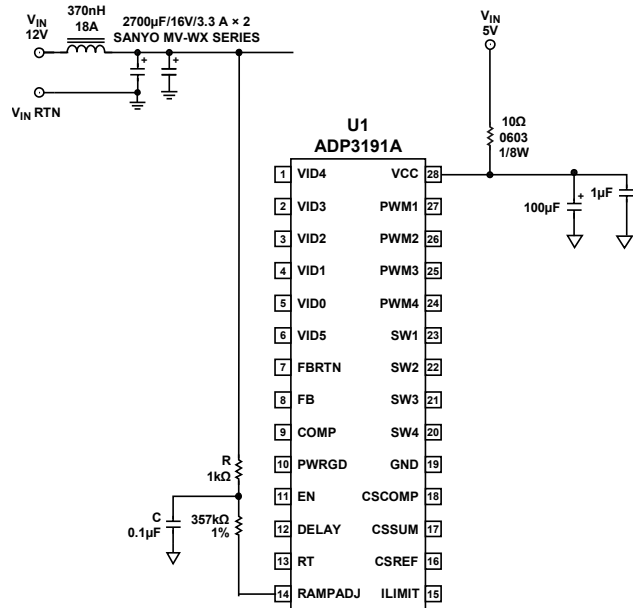 V_IN
12V
370nH
18A
2700µF/16V/3.3 A × 2
SANYO MV-WX SERIES
V_IN RTN
+
+
V_IN
5V
10Ω
0603
1/8W
100µF
+
1µF
U1
ADP3191A
1 VID4
2 VID3
3 VID2
4 VID1
5 VID0
6 VID5
7 FBRTN
8 FB
9 COMP
10 PWRGD
11 EN
12 DELAY
13 RT
14 RAMPADJ
VCC 28
PWM1 27
PWM2 26
PWM3 25
PWM4 24
SW1 23
SW2 22
SW3 21
SW4 20
GND 19
CSCOMP 18
CSSUM 17
CSREF 16
ILIMIT 15
R
1kΩ
C
0.1µF
357kΩ
1%